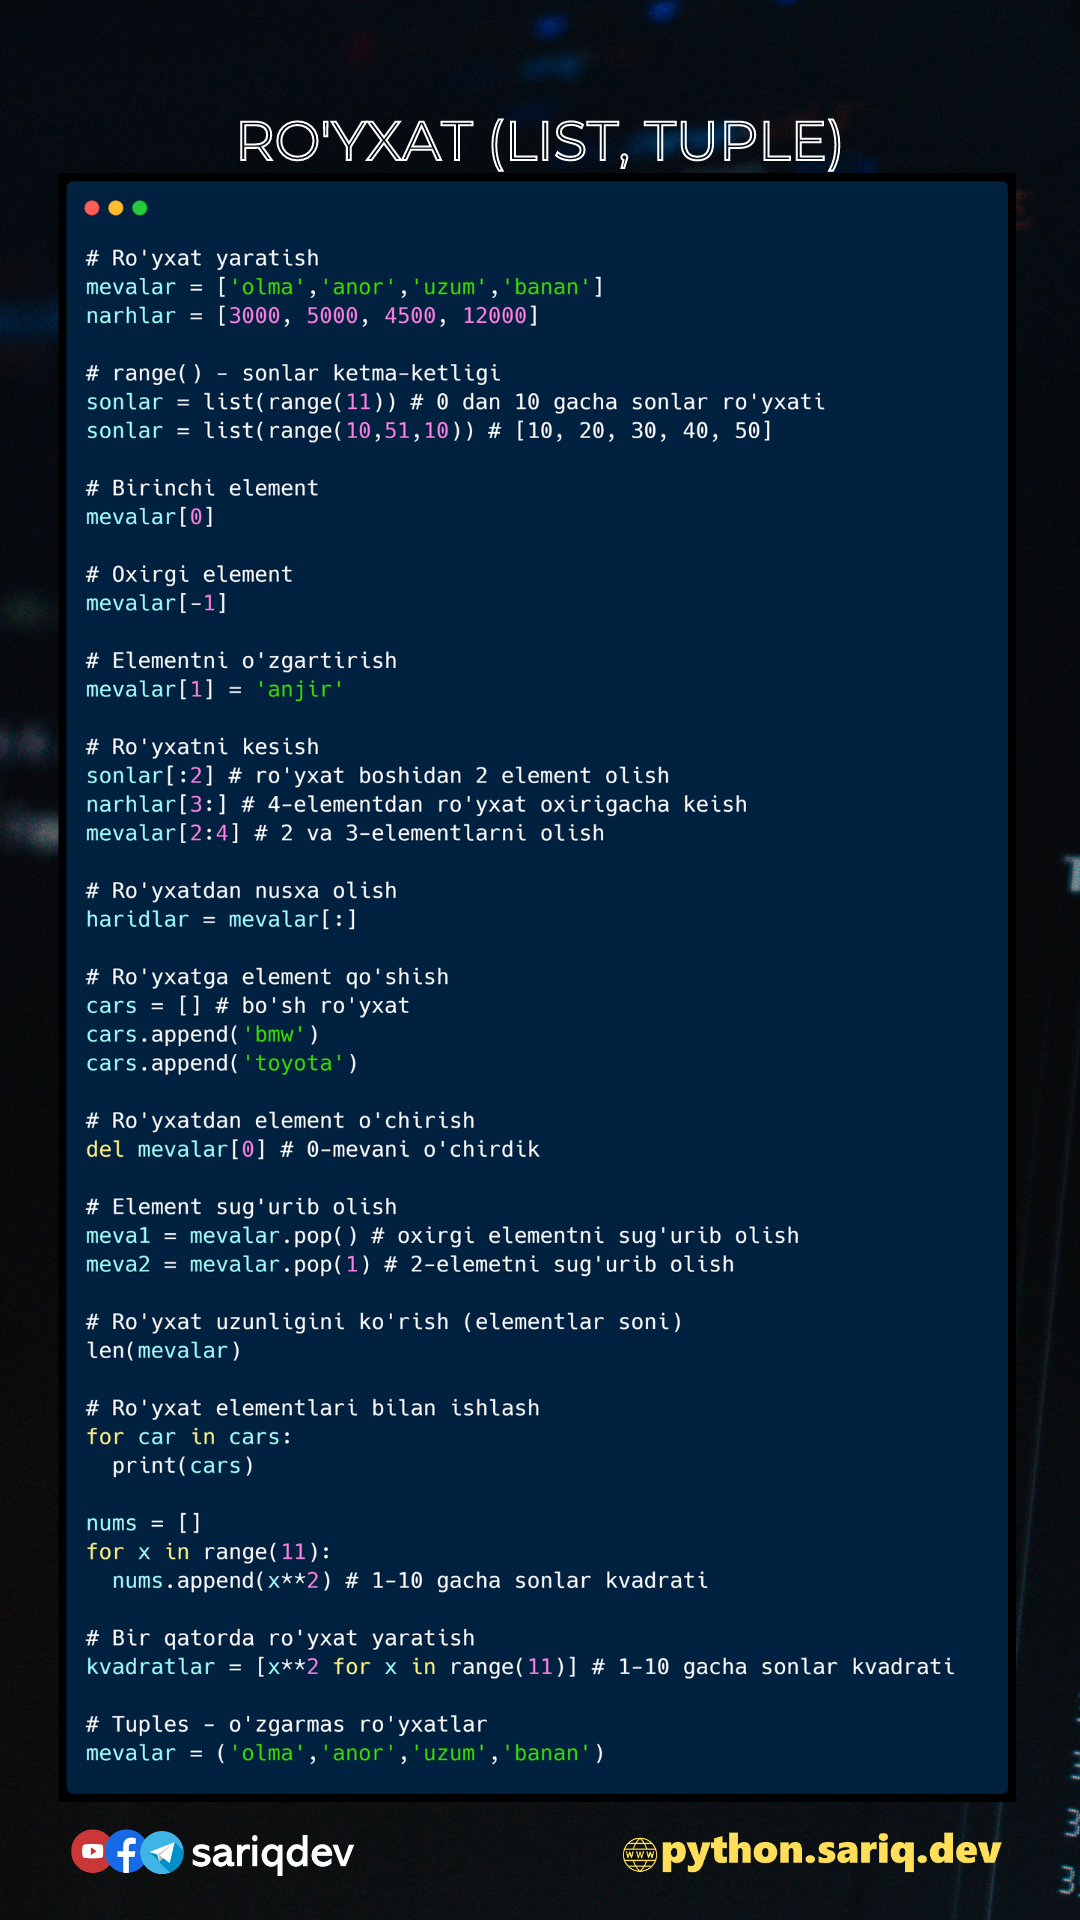 RO'YXAT (LIST, TUPLE)
# Ro'yxat yaratish
mevalar = ['olma','anor','uzum','banan']
narhlar = [3000, 5000, 4500, 12000]
# range() - sonlar ketma-ketligi
sonlar = list(range(11)) # 0 dan 10 gacha sonlar ro'yxati
sonlar = list(range(10,51,10)) # [10, 20, 30, 40, 50]
# Birinchi element
mevalar[0]
# Oxirgi element
mevalar[-1]
# Elementni o'zgartirish
mevalar[1] = 'anjir'
# Ro'yxatni kesish
sonlar[:2] # ro'yxat boshidan 2 element olish
narhlar[3:] # 4-elementdan ro'yxat oxirigacha keish
mevalar[2:4] # 2 va 3-elementlarni olish
# Ro'yxatdan nusxa olish
haridlar = mevalar[:]
# Ro'yxatga element qo'shish
cars = [] # bo'sh ro'yxat
cars.append('bmw')
cars.append('toyota')
# Ro'yxatdan element o'chirish
del mevalar[0] # 0-mevani o'chirdik
# Element sug'urib olish
meva1 = mevalar.pop() # oxirgi elementni sug'urib olish
meva2 = mevalar.pop(1) # 2-elemetni sug'urib olish
# Ro'yxat uzunligini ko'rish (elementlar soni)
len(mevalar)
# Ro'yxat elementlari bilan ishlash
for car in cars:
  print(cars)
nums = []
for x in range(11):
  nums.append(x**2) # 1-10 gacha sonlar kvadrati
# Bir qatorda ro'yxat yaratish
kvadratlar = [x**2 for x in range(11)] # 1-10 gacha sonlar kvadrati
# Tuples - o'zgarmas ro'yxatlar
mevalar = ('olma','anor','uzum','banan')
sariqdev
www python.sariq.dev